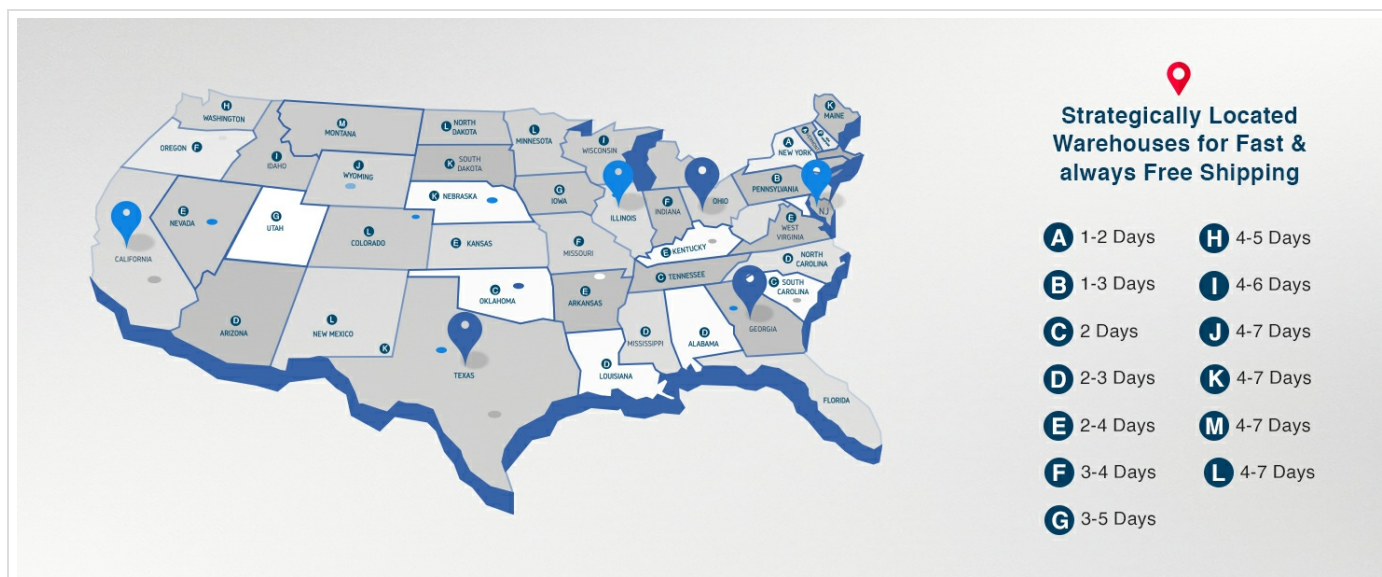 H
WASHINGTON
M
MONTANA
L NORTH
DAKOTA
L
MINNESOTA
K
MAINE
OREGON F
I
IDAHO
J
WYOMING
K SOUTH
DAKOTA
I
WISCONSIN
A
NEW YORK
B
PENNSYLVANIA
E
NEVADA
G
UTAH
K NEBRASKA
G
IOWA
ILLINOIS
F
INDIANA
OHIO
NJ
CALIFORNIA
L
COLORADO
E KANSAS
F
MISSOURI
E KENTUCKY
E
WEST
VIRGINIA
D
ARIZONA
L
NEW MEXICO
K
C
OKLAHOMA
E
ARKANSAS
G TENNESSEE
D NORTH
CAROLINA
C SOUTH
CAROLINA
TEXAS
D
LOUISIANA
D
MISSISSIPPI
D
ALABAMA
GEORGIA
FLORIDA
Strategically Located
Warehouses for Fast &
always Free Shipping
A 1-2 Days
B 1-3 Days
C 2 Days
D 2-3 Days
E 2-4 Days
F 3-4 Days
G 3-5 Days
H 4-5 Days
I 4-6 Days
J 4-7 Days
K 4-7 Days
M 4-7 Days
L 4-7 Days